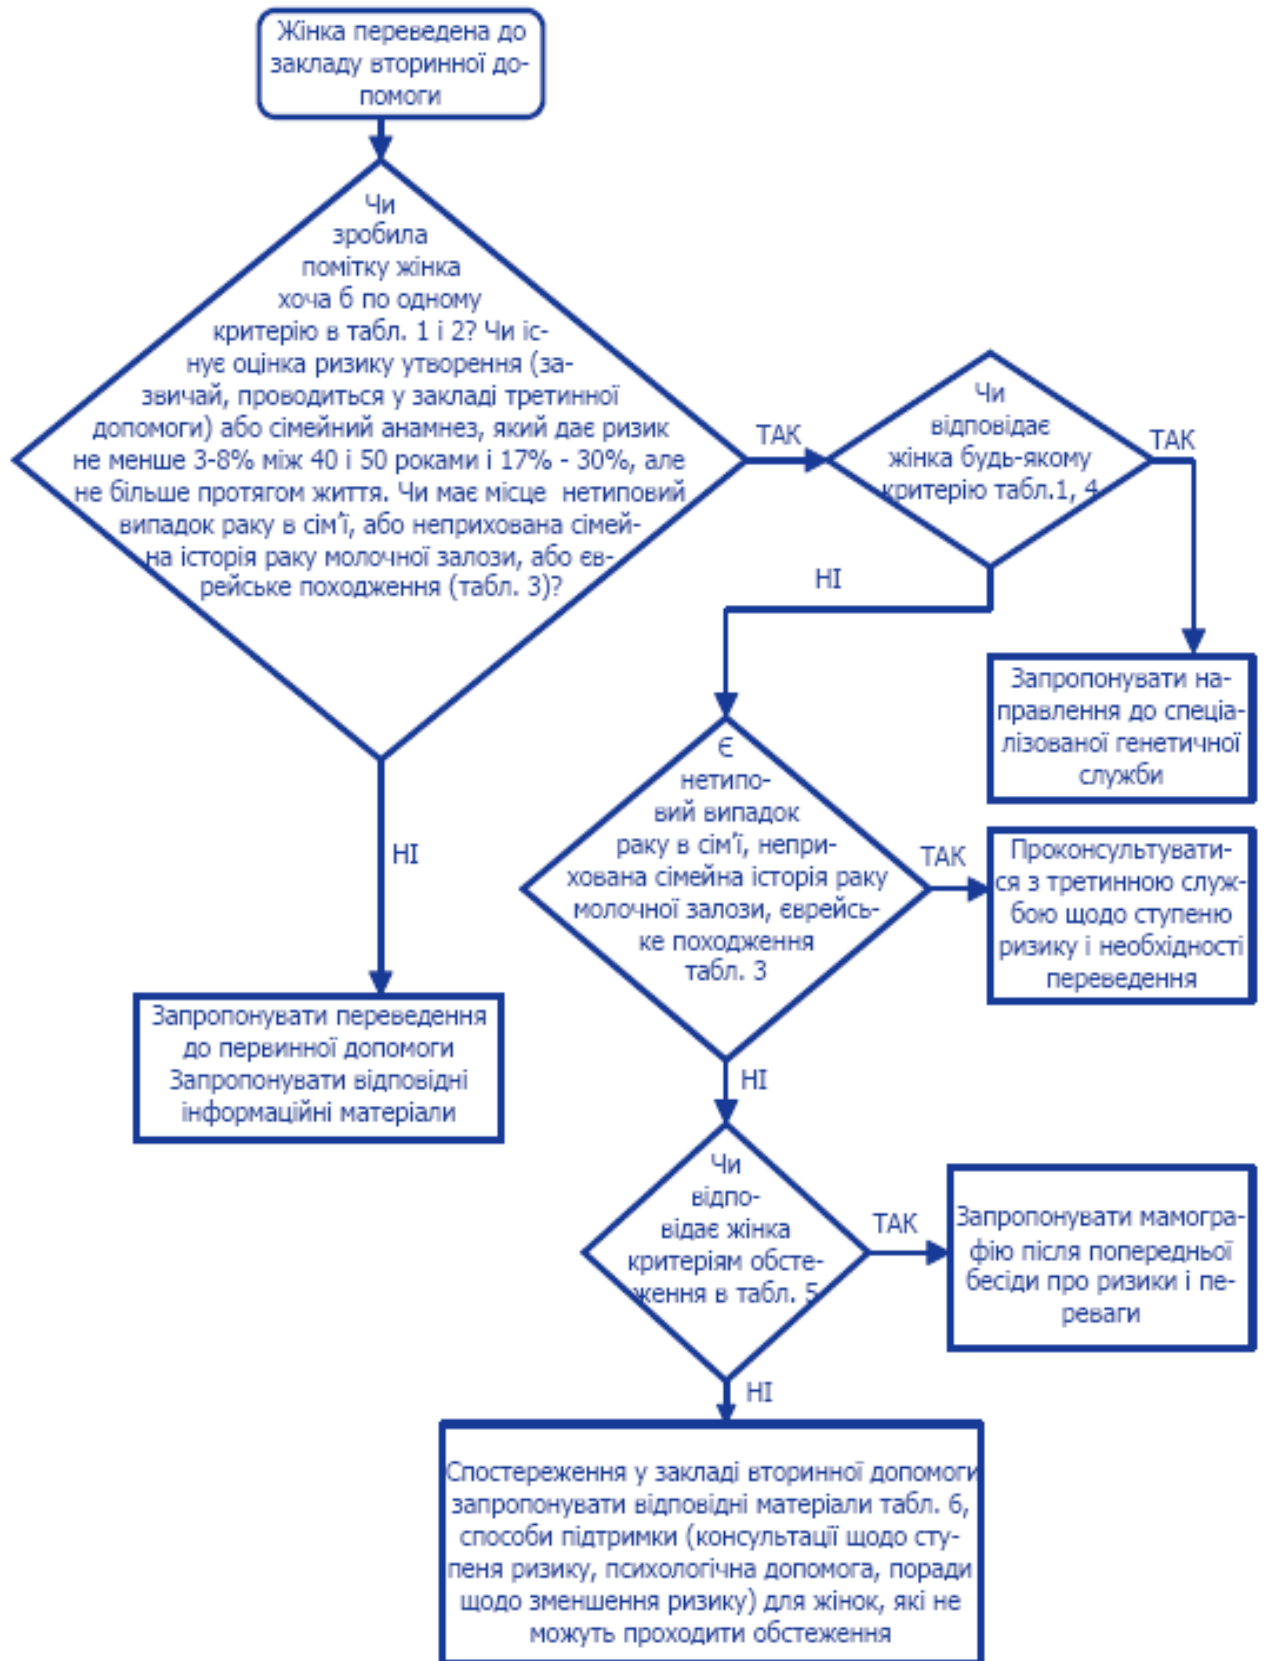 Жінка переведена до
закладу вторинної до-
помоги
Чи
зробила
помітку жінка
хоча б по одному
критерію в табл. 1 і 2? Чи іс-
нує оцінка ризику утворення (за-
звичай, проводиться у закладі третинної
допомоги) або сімейний анамнез, який дає ризик
не менше 3-8% між 40 і 50 роками і 17% - 30%, але
не більше протягом життя. Чи має місце нетиповий
випадок раку в сім'ї, або неприхована сімей-
на історія раку молочної залози, або єв-
рейське походження (табл. 3)?
ТАК
Чи
відповідає
жінка будь-якому
критерію табл.1, 4
ТАК
НІ
Запропонувати на-
правлення до спеціа-
лізованої генетичної
служби
Є
нетипо-
вий випадок
раку в сім'ї, непри-
хована сімейна історія раку
молочної залози, єврейсь-
ке походження
табл. 3
ТАК
Проконсультувати-
ся з третинною служ-
бою щодо ступеню
ризику і необхідності
переведення
НІ
Запропонувати переведення
до первинної допомоги
Запропонувати відповідні
інформаційні матеріали
НІ
Чи
відпо-
відає жінка
критеріям обсте-
ження в табл. 5
ТАК
Запропонувати мамогра-
фію після попередньої
бесіди про ризики і пе-
реваги
НІ
Спостереження у закладі вторинної допомоги
запропонувати відповідні матеріали табл. 6,
способи підтримки (консультації щодо сту-
пеня ризику, психологічна допомога, поради
щодо зменшення ризику) для жінок, які не
можуть проходити обстеження